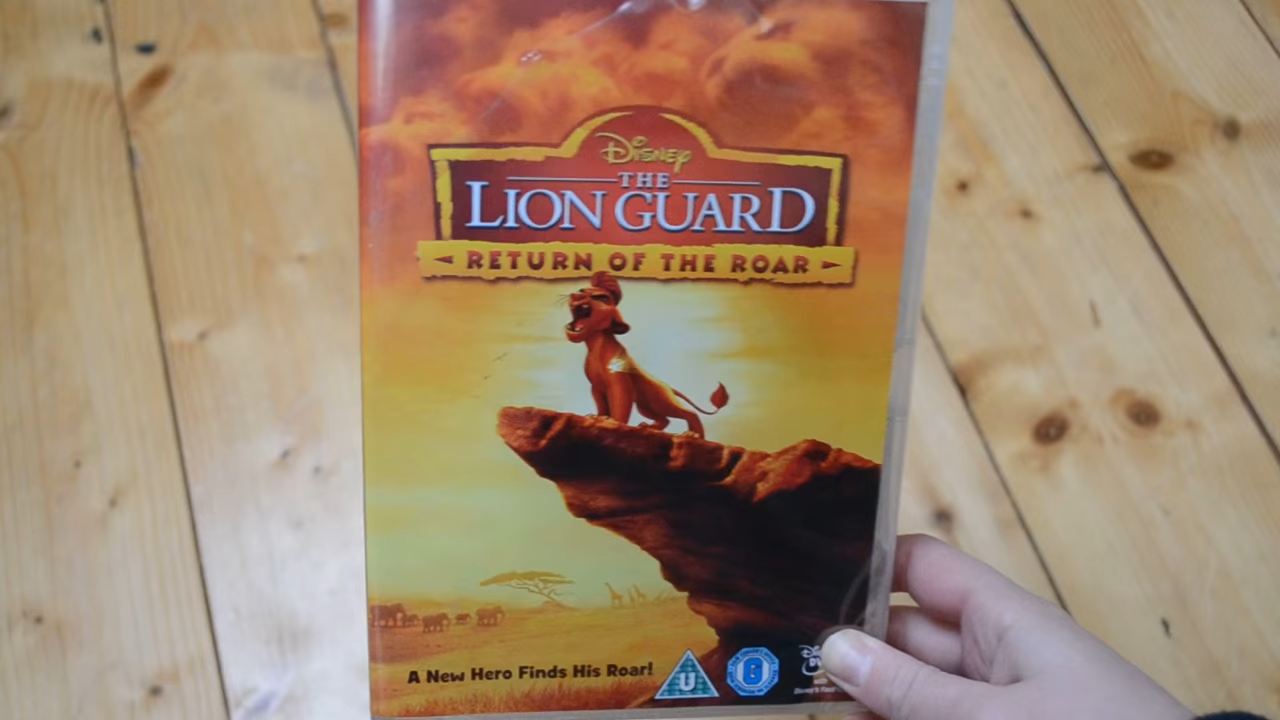 Disney
THE
LION GUARD
RETURN OF THE ROAR
A New Hero Finds His Roar!
U
G